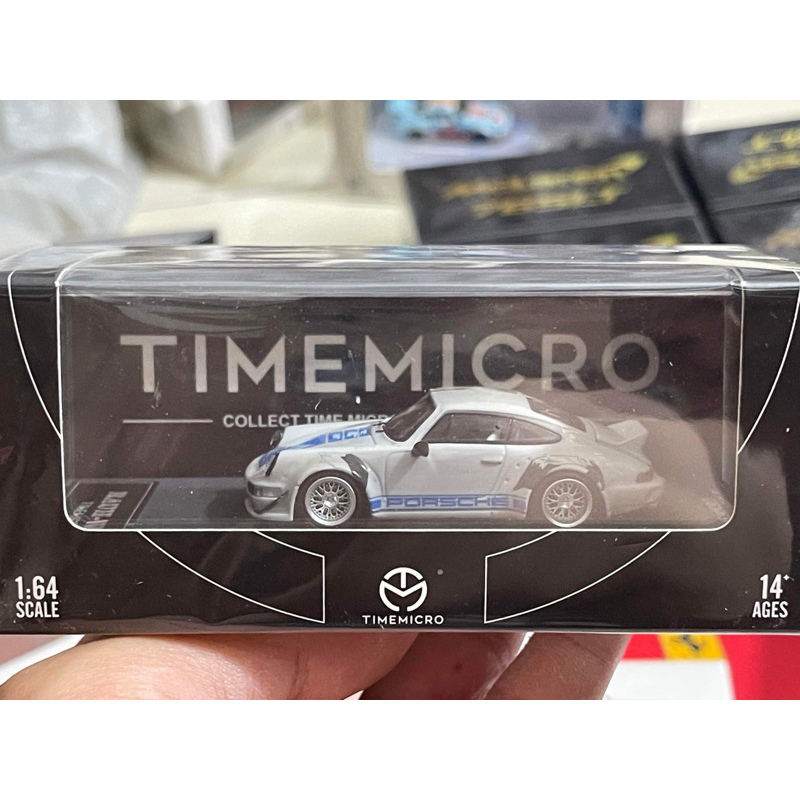 TIMEMICRO
COLLECT TIME MICR
PORSCHE
1:64
SCALE
TIMEMICRO
14+
AGES